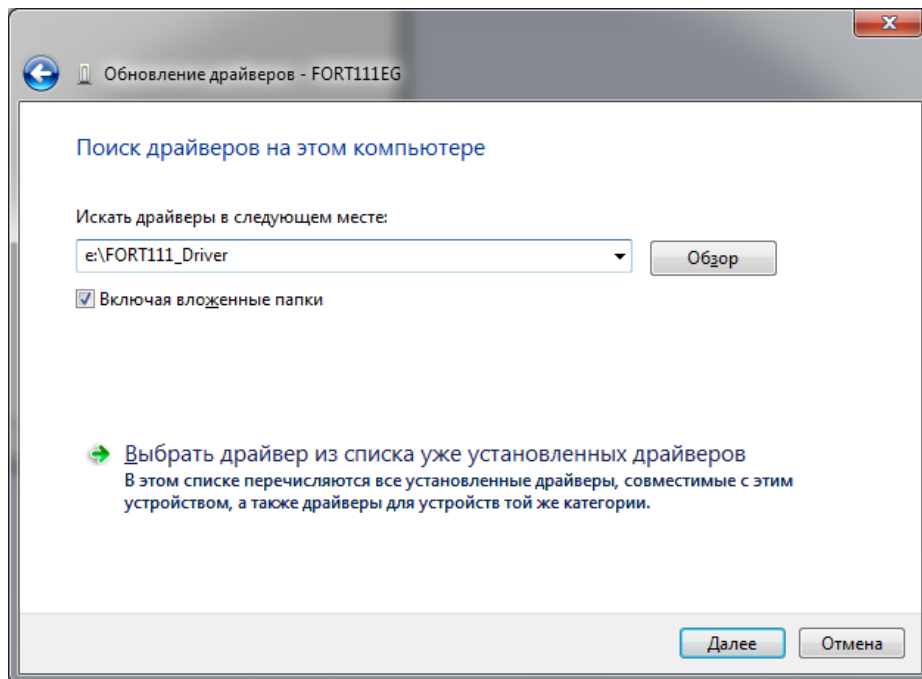 Обновление драйверов - FORT111EG
Поиск драйверов на этом компьютере
Искать драйверы в следующем месте:
e:\FORT111_Driver
Обзор
Включая вложенные папки
Выбрать драйвер из списка уже установленных драйверов
В этом списке перечисляются все установленные драйверы, совместимые с этим
устройством, а также драйверы для устройств той же категории.
Далее
Отмена